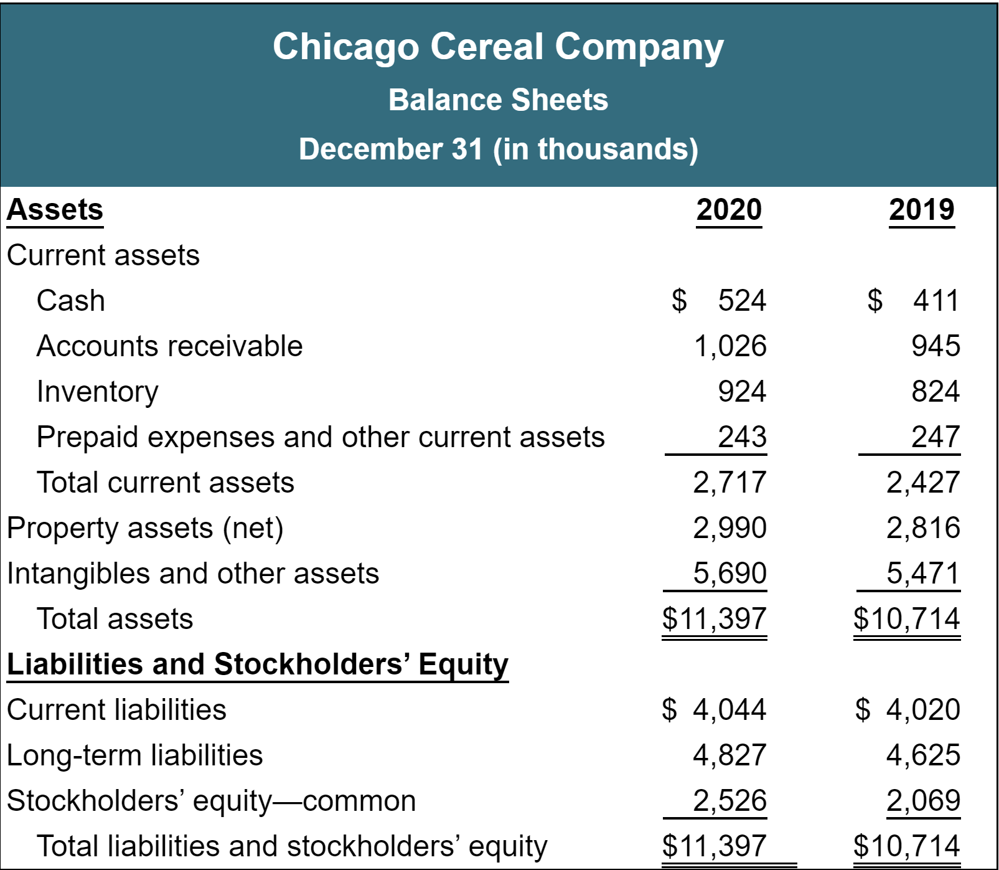 Chicago Cereal Company
Balance Sheets
December 31 (in thousands)
Assets 2020 2019
Current assets
Cash $ 524 $ 411
Accounts receivable 1,026 945
Inventory 924 824
Prepaid expenses and other current assets 243 247
Total current assets 2,717 2,427
Property assets (net) 2,990 2,816
Intangibles and other assets 5,690 5,471
Total assets $11,397 $10,714
Liabilities and Stockholders’ Equity
Current liabilities $ 4,044 $ 4,020
Long-term liabilities 4,827 4,625
Stockholders’ equity—common 2,526 2,069
Total liabilities and stockholders’ equity $11,397 $10,714